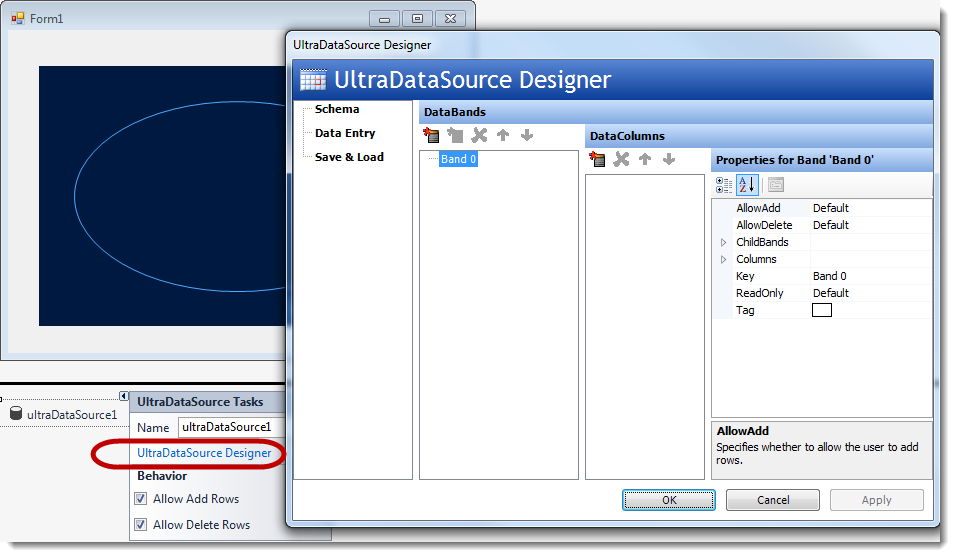 Form1
UltraDataSource Designer
UltraDataSource Designer
Schema
Data Entry
Save & Load
DataBands
Band 0
DataColumns
Properties for Band 'Band 0'
A
Z
AllowAdd Default
AllowDelete Default
ChildBands
Columns
Key Band 0
ReadOnly Default
Tag
AllowAdd
Specifies whether to allow the user to add
rows.
OK Cancel Apply
ultraDataSource1
UltraDataSource Tasks
Name ultraDataSource1
UltraDataSource Designer
Behavior
Allow Add Rows
Allow Delete Rows